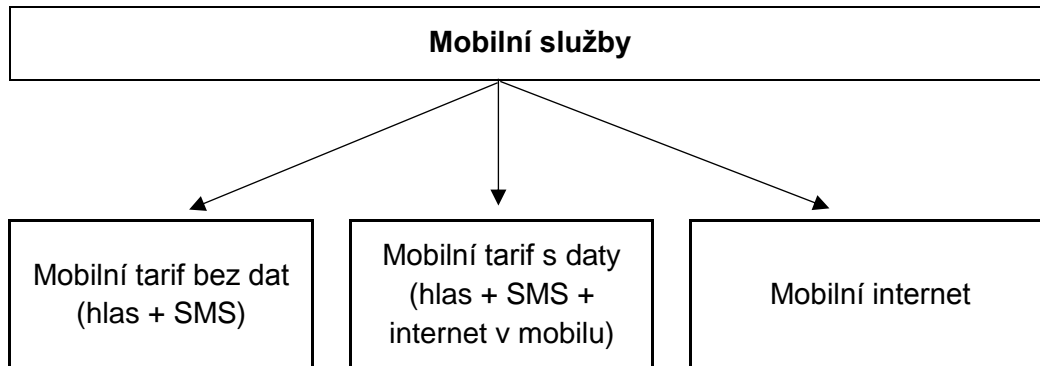 Mobilní služby
Mobilní tarif bez dat
(hlas + SMS)
Mobilní tarif s daty
(hlas + SMS +
internet v mobilu)
Mobilní internet